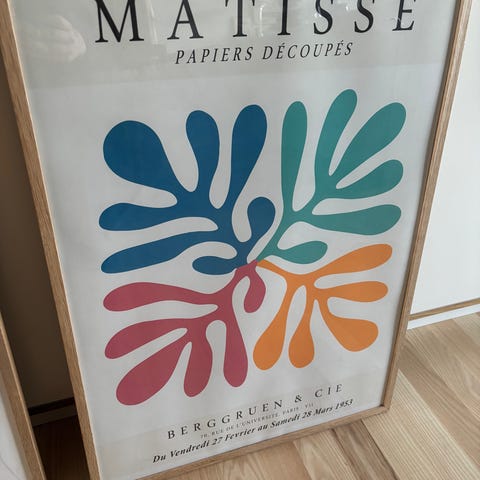 MATISSE
PAPIERS DÉCOUPÉS
BERGGRUEN & CIE
70, RUE DE L'UNIVERSITÉ PARIS VII
Du Vendredi 27 Fevrier au Samedi 28 Mars 1953